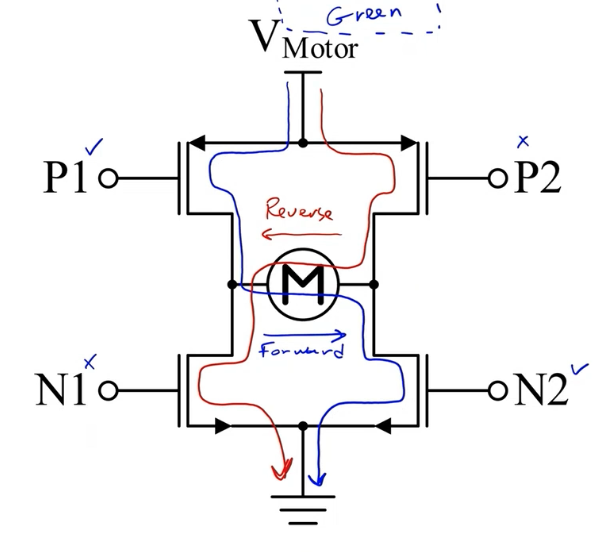 Green
VMotor
P1 ✓
x P2
Reverse
M
Forward
N1 x
N2 ✓